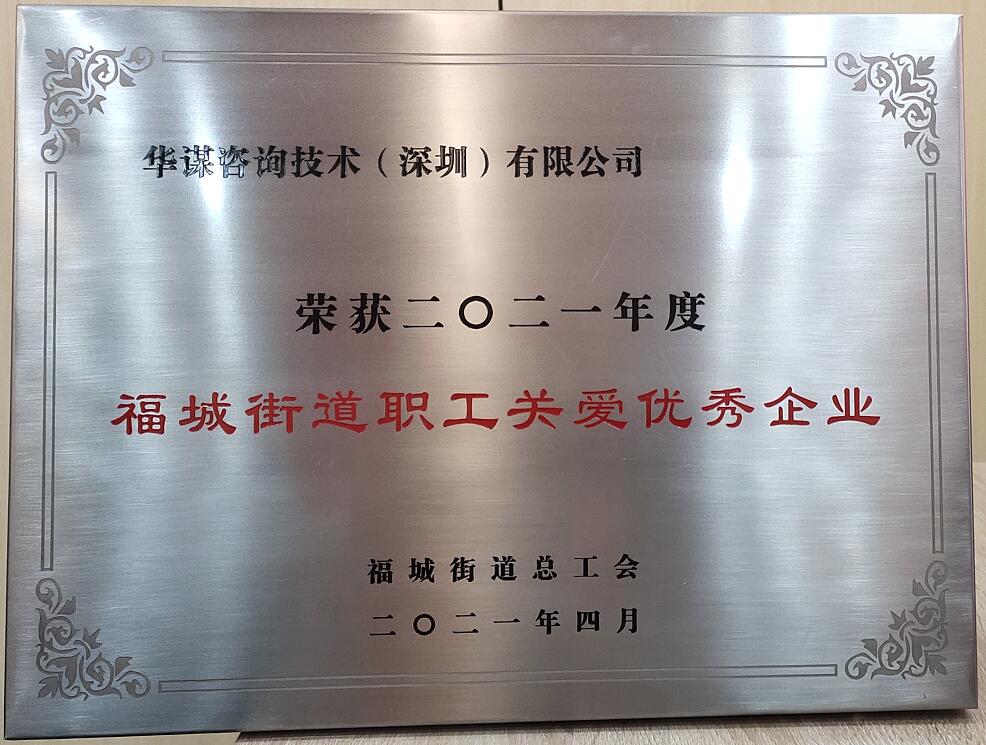 华谋咨询技术（深圳）有限公司
荣获二〇二一年度
福城街道职工关爱优秀企业
福城街道总工会
二〇二一年四月